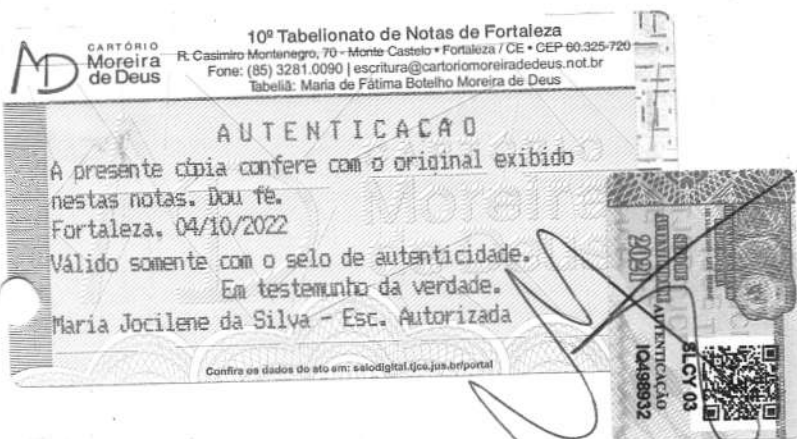 CARTÓRIO
Moreira
de Deus
10º Tabelionato de Notas de Fortaleza
R. Casimiro Montenegro, 70 - Monte Castelo • Fortaleza / CE • CEP 60.325-720
Fone: (85) 3281.0090 | escritura@cartoriomoreiradedeus.not.br
Tabeliã: Maria de Fátima Botelho Moreira de Deus
AUTENTICACAO
A presente cópia confere com o original exibido
nestas notas. Dou fé.
Fortaleza, 04/10/2022
Válido somente com o selo de autenticidade.
Em testemunho da verdade.
Maria Jocilene da Silva - Esc. Autorizada
Confira os dados do ato em: selodigital.tjce.jus.br/portal
AUTENTICAÇÃO
SLCY 03
IQ498932